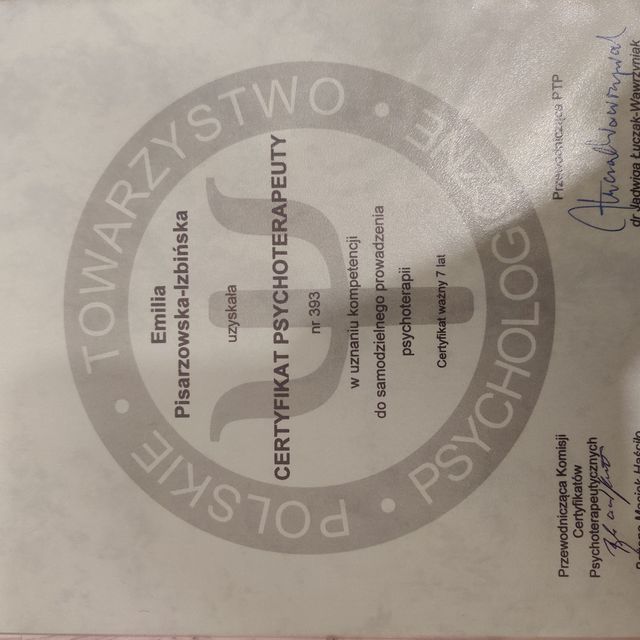 POLSKIE • TOWARZYSTWO • PSYCHOLOGICZNE •
Emilia
Pisarzowska-Izbińska
uzyskała
CERTYFIKAT PSYCHOTERAPEUTY
nr 393
w uznaniu kompetencji
do samodzielnego prowadzenia
psychoterapii
Certyfikat ważny 7 lat
Przewodnicząca Komisji
Certyfikatów
Psychoterapeutycznych
Przewodnicząca PTP
dr Jadwiga Łuczak-Wawrzyniak